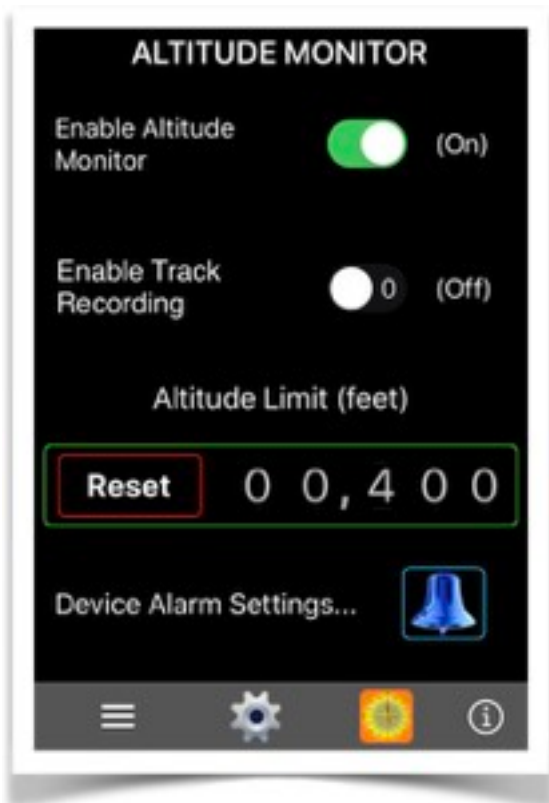 ALTITUDE MONITOR
Enable Altitude
Monitor
(On)
Enable Track
Recording
0
(Off)
Altitude Limit (feet)
Reset
0 0,4 0 0
Device Alarm Settings...